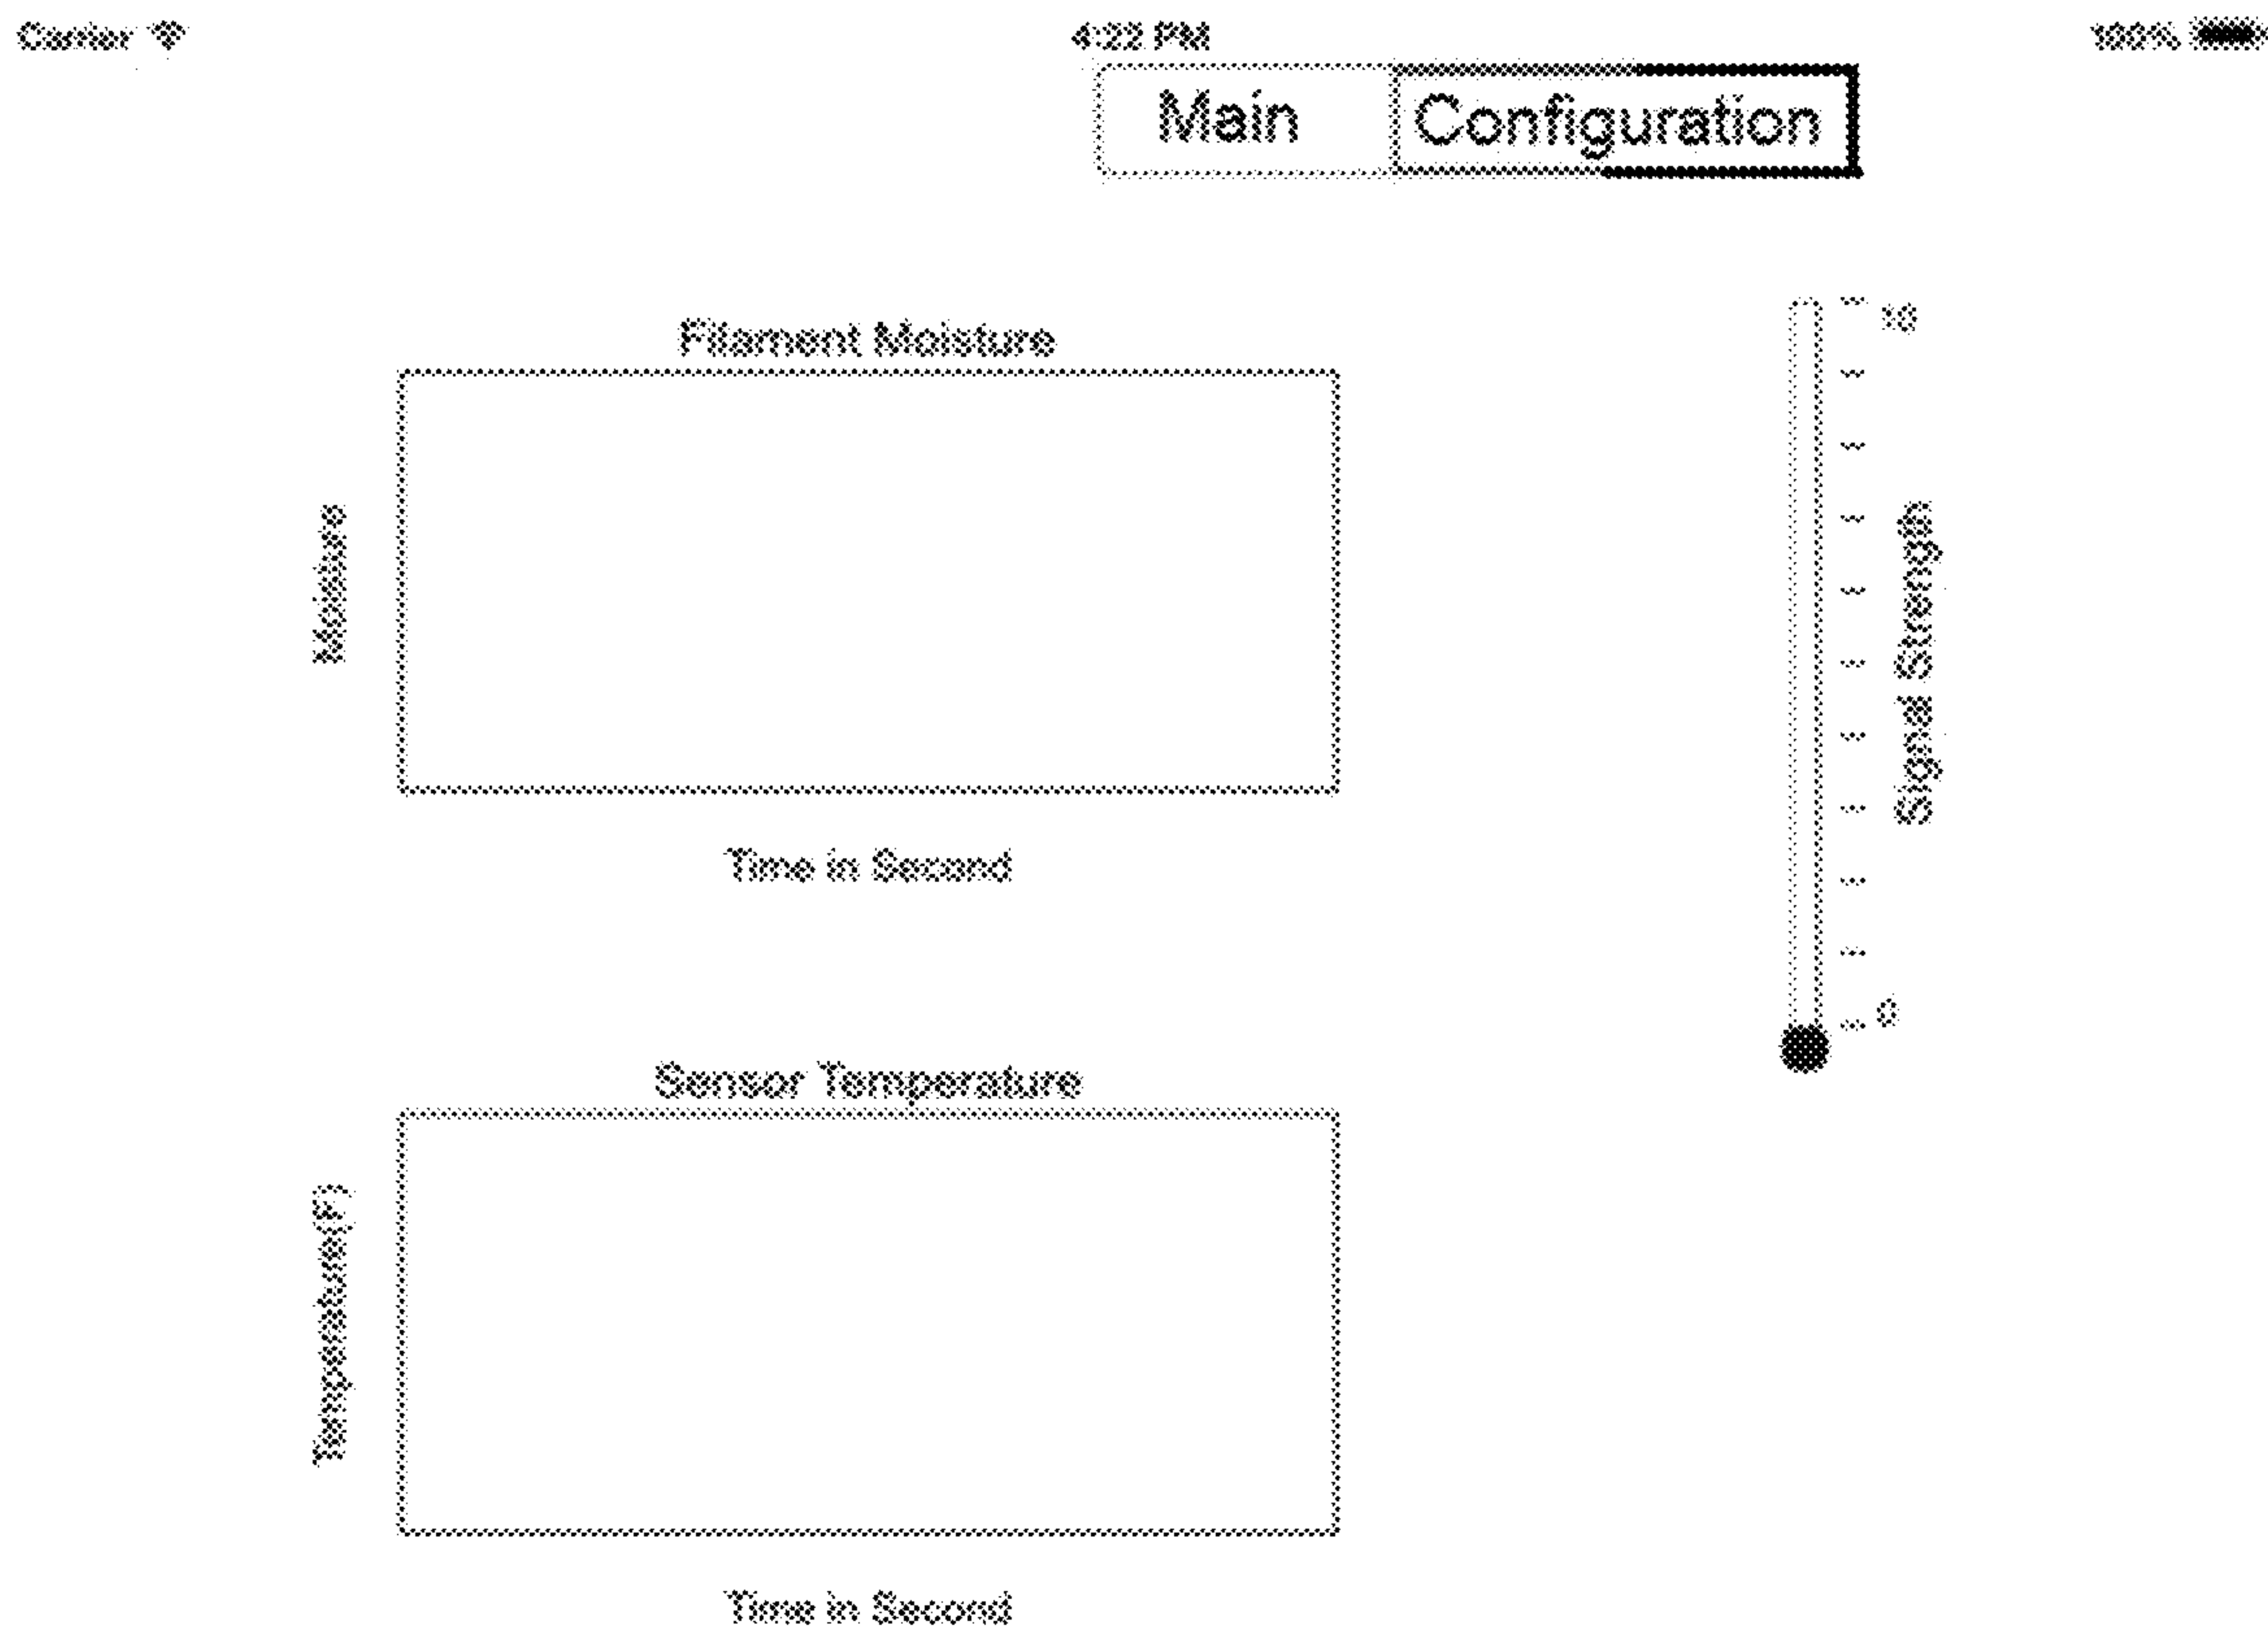 Carrier
4:22 PM
100%
Main
Configuration
Filament Moisture
Moisture
Time in Second
10
Signal Strength
0
Sensor Temperature
Temperature(F)
Time in Second